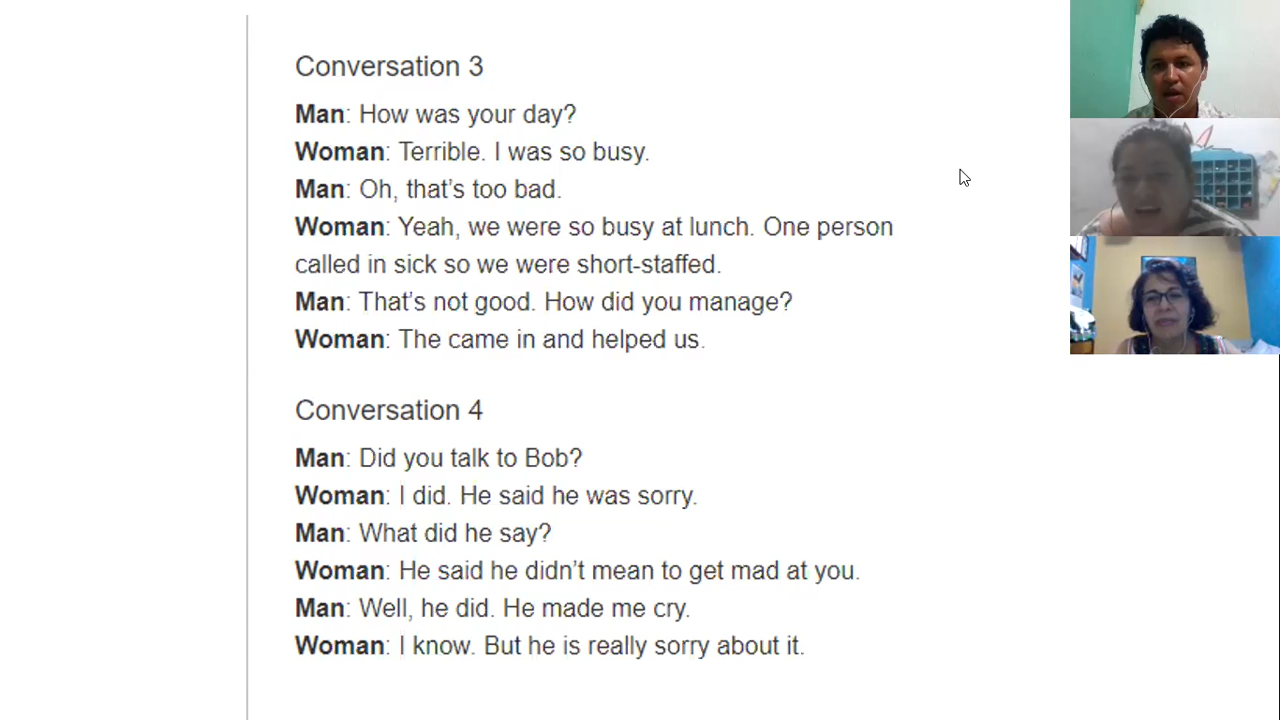 Conversation 3
Man: How was your day?
Woman: Terrible. I was so busy.
Man: Oh, that's too bad.
Woman: Yeah, we were so busy at lunch. One person
called in sick so we were short-staffed.
Man: That's not good. How did you manage?
Woman: The came in and helped us.
Conversation 4
Man: Did you talk to Bob?
Woman: I did. He said he was sorry.
Man: What did he say?
Woman: He said he didn't mean to get mad at you.
Man: Well, he did. He made me cry.
Woman: I know. But he is really sorry about it.